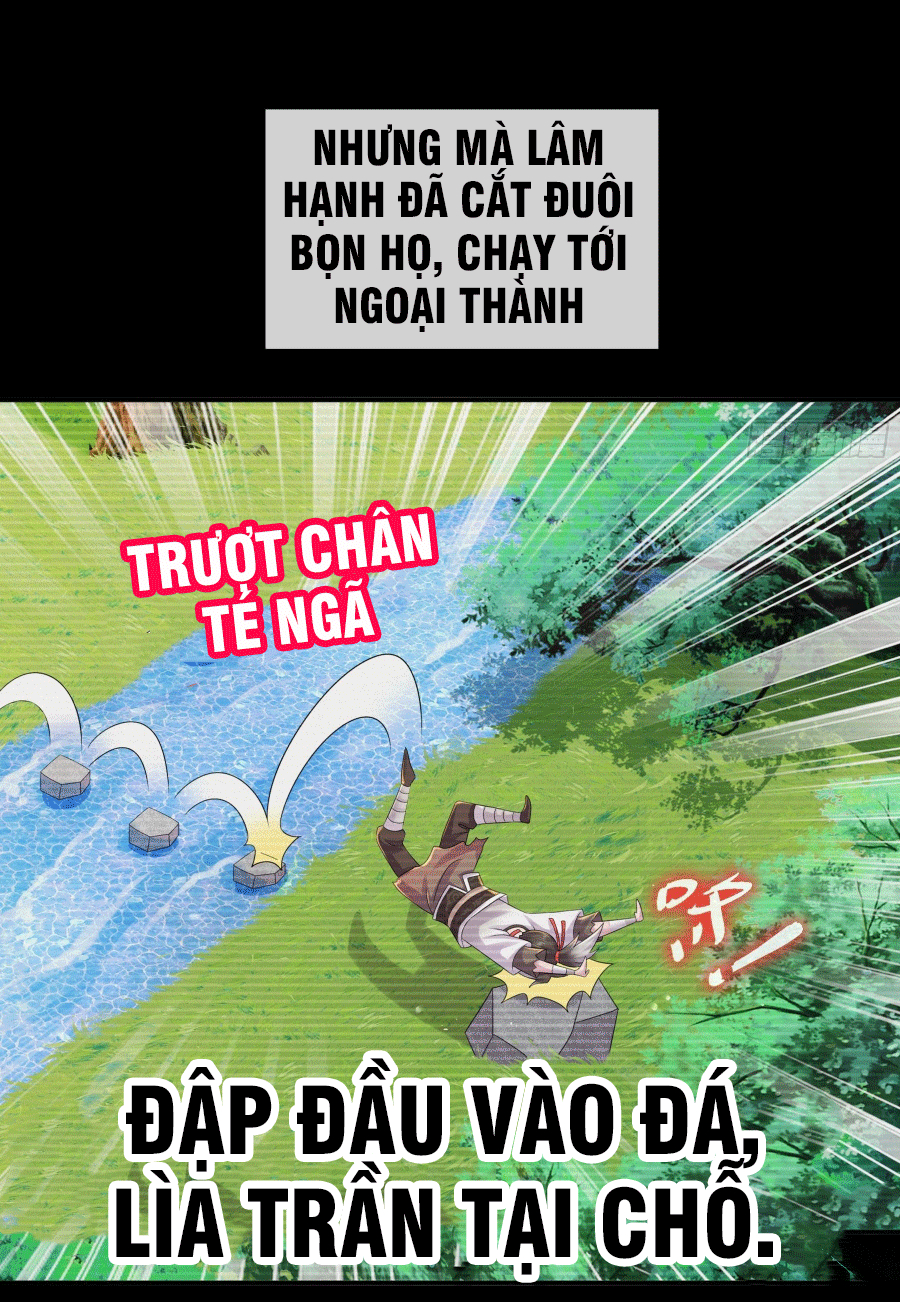 NHƯNG MÀ LÂM
HẠNH ĐÃ CẮT ĐUÔI
BỌN HỌ, CHẠY TỚI
NGOẠI THÀNH
TRƯỢT CHÂN
TÉ NGÃ
ĐẬP ĐẦU VÀO ĐÁ,
LÌA TRẦN TẠI CHỖ.